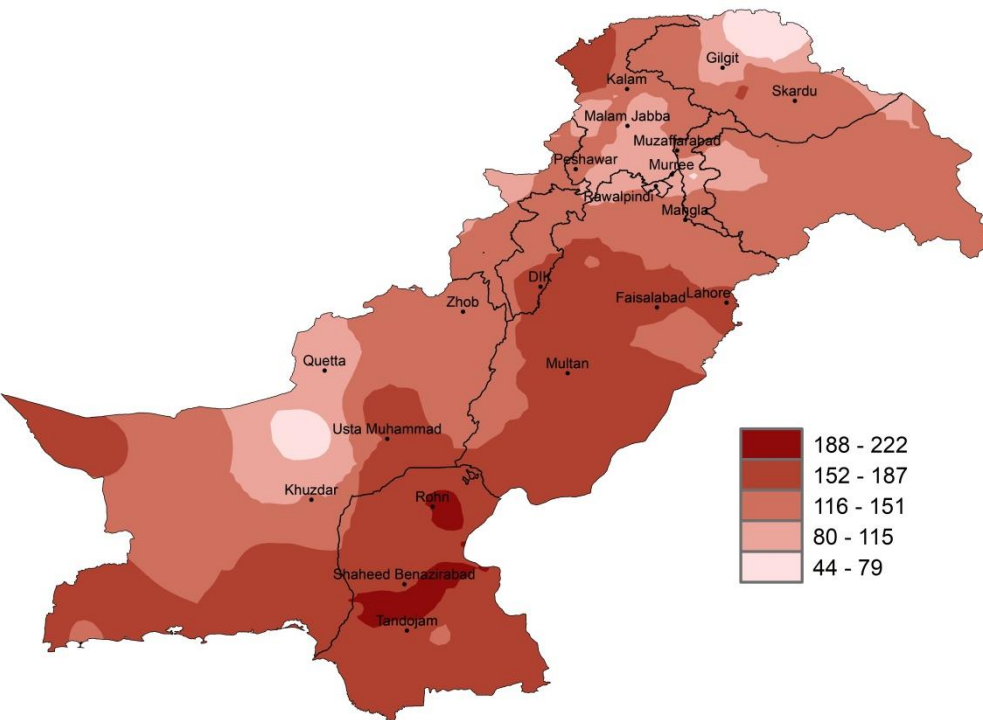 Gilgit
Kalam
Skardu
Malam Jabba
Muzaffarabad
Peshawar
Murree
Rawalpindi
Mangla
DIK
Zhob
Faisalabad
Lahore
Quetta
Multan
Usta Muhammad
Khuzdar
Rohri
Shaheed Benazirabad
Tandojam
188 - 222
152 - 187
116 - 151
80 - 115
44 - 79